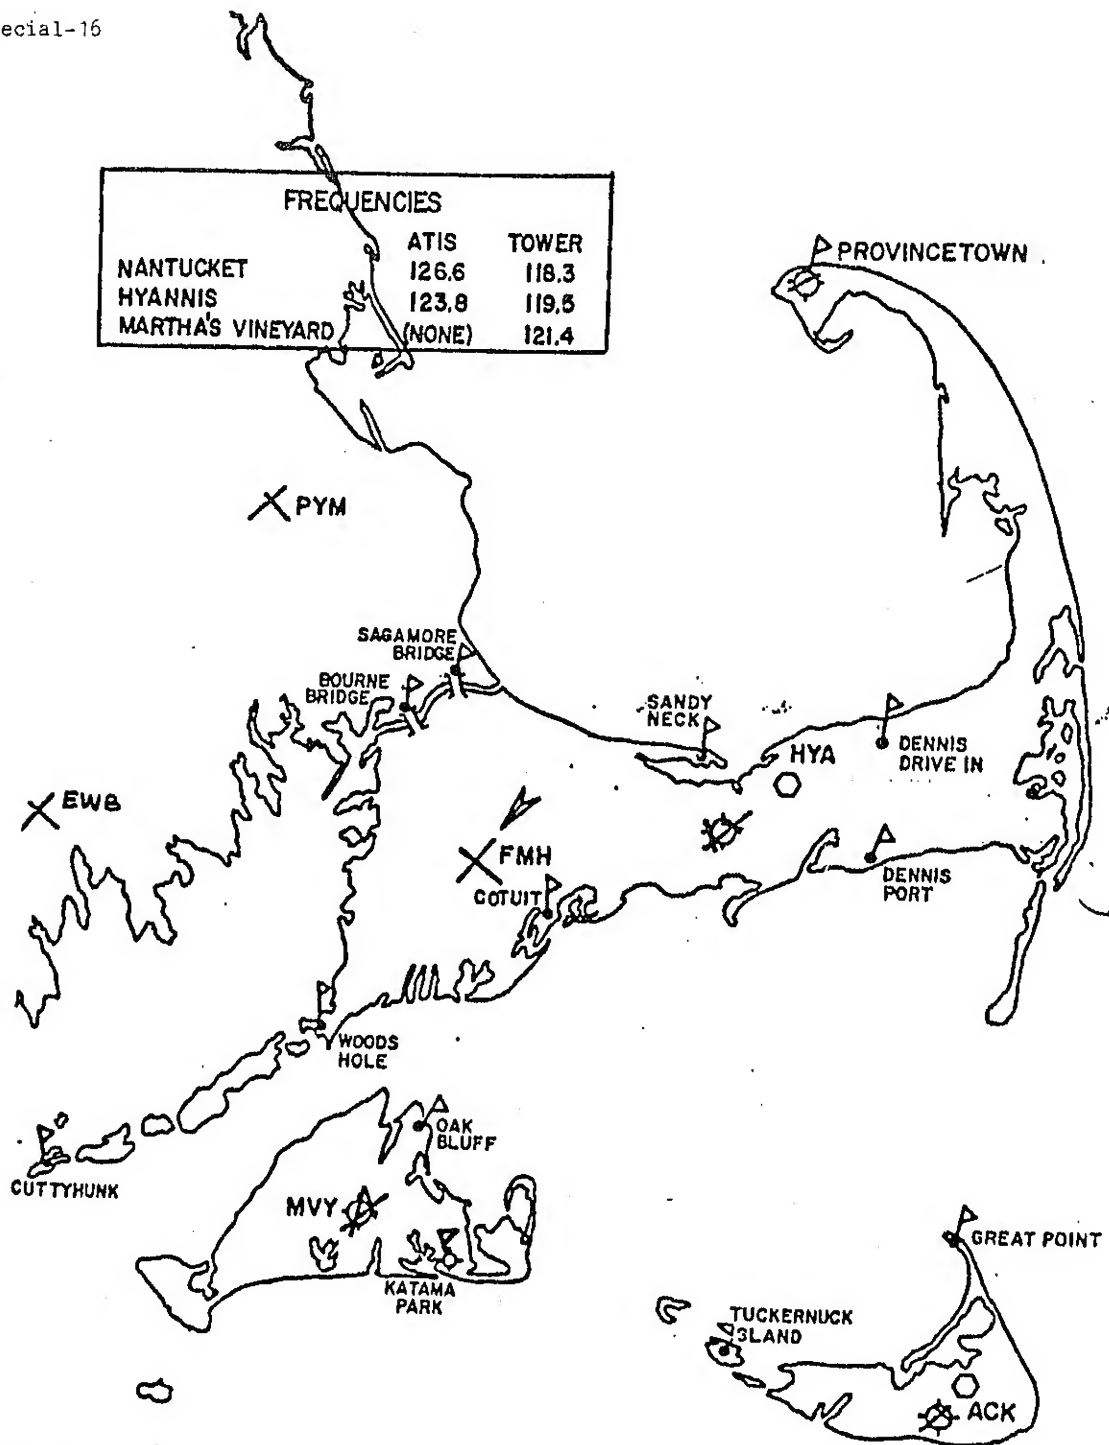 ecial-16
FREQUENCIES
ATIS TOWER
NANTUCKET 126.6 118.3
HYANNIS 123.8 119.5
MARTHA'S VINEYARD (NONE) 121.4
PROVINCETOWN
PYM
SAGAMORE
BRIDGE
BOURNE
BRIDGE
SANDY
NECK
HYA
DENNIS
DRIVE IN
EWB
FMH
COTUIT
DENNIS
PORT
WOODS
HOLE
OAK
BLUFF
CUTTYHUNK
MVY
KATAMA
PARK
GREAT POINT
TUCKERNUCK
ISLAND
ACK